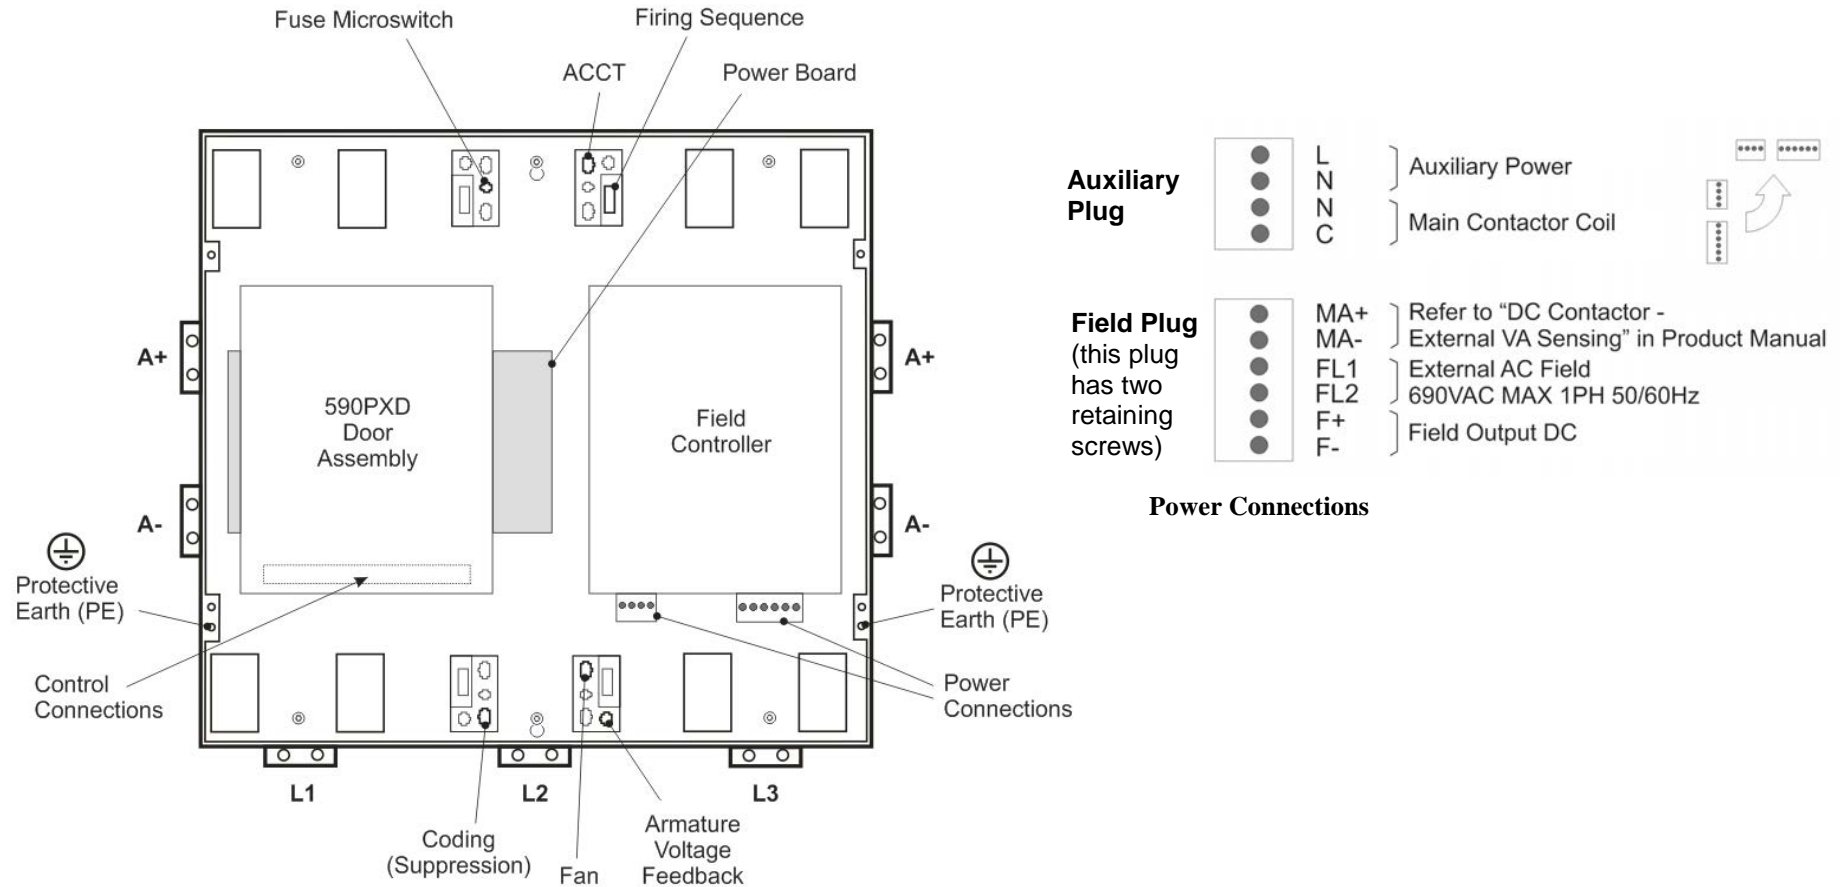 Fuse Microswitch
Firing Sequence
ACCT
Power Board
A+
A-
A+
A-
590PXD
Door
Assembly
Field
Controller
Protective
Earth (PE)
Protective
Earth (PE)
Control
Connections
Power
Connections
L1
L2
L3
Coding
(Suppression)
Fan
Armature
Voltage
Feedback
Auxiliary
Plug
L
N
N
C
Auxiliary Power
Main Contactor Coil
Field Plug
(this plug
has two
retaining
screws)
MA+
MA-
FL1
FL2
F+
F-
Refer to “DC Contactor -
External VA Sensing” in Product Manual
External AC Field
690VAC MAX 1PH 50/60Hz
Field Output DC
Power Connections